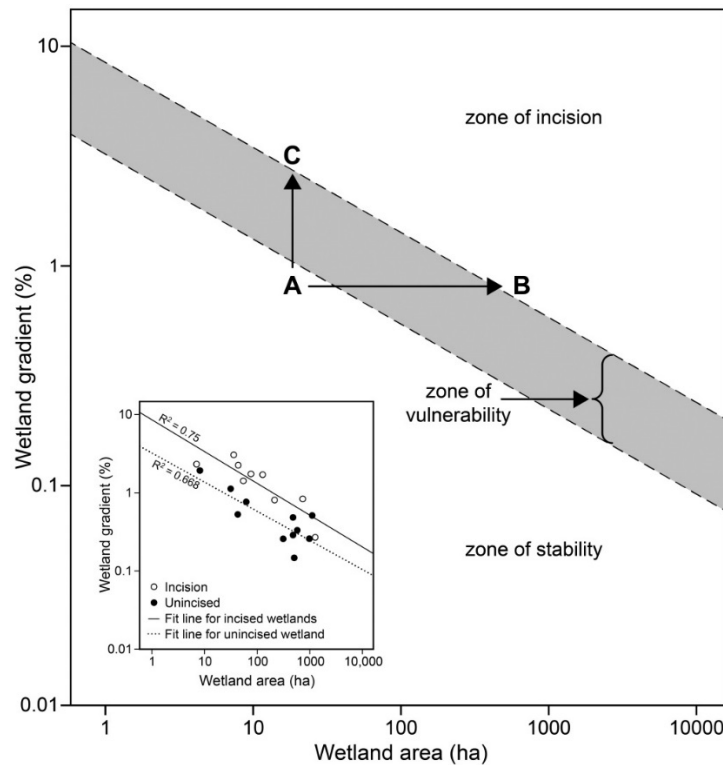 10
1
0.1
0.01
Wetland gradient (%)
zone of incision
C
A
B
zone of
vulnerability
zone of stability
10
1
0.1
0.01
Wetland gradient (%)
R² = 0.75
R² = 0.668
Incision
Unincised
Fit line for incised wetlands
Fit line for unincised wetland
1 10 100 1000 10,000
Wetland area (ha)
1 10 100 1000 10000
Wetland area (ha)